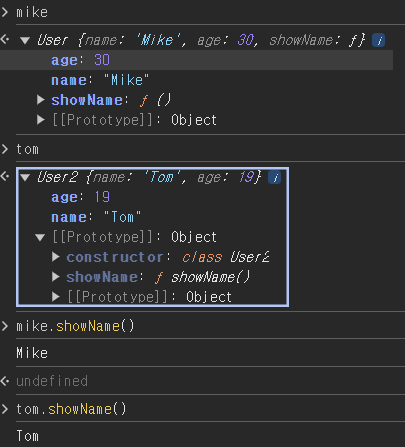 > mike
<· ▼ User {name: 'Mike', age: 30, showName: ƒ} i
age: 30
name: "Mike"
▶ showName: ƒ ()
▶ [[Prototype]]: Object
> tom
<· ▼ User2 {name: 'Tom', age: 19} i
age: 19
name: "Tom"
▼ [[Prototype]]: Object
▶ constructor: class User2
▶ showName: ƒ showName()
▶ [[Prototype]]: Object
> mike.showName()
Mike
<· undefined
> tom.showName()
Tom